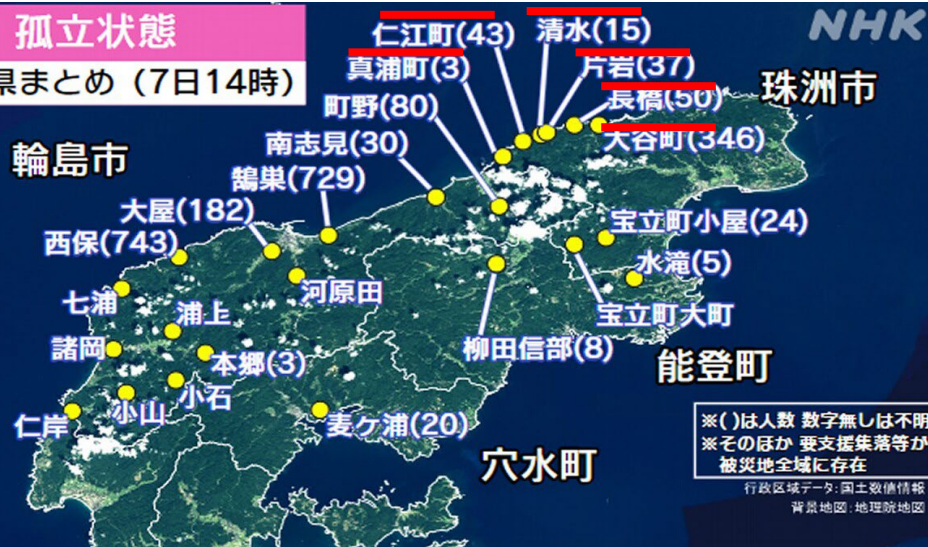 孤立状態
県まとめ（7日14時）
NHK
仁江町(43)
清水(15)
真浦町(3)
片岩(37)
町野(80)
長橋(50)
珠洲市
大谷町(346)
南志見(30)
輪島市
鵠巣(729)
大屋(182)
宝立町小屋(24)
西保(743)
水滝(5)
七浦
河原田
浦上
宝立町大町
諸岡
本郷(3)
柳田信部(8)
能登町
小石
小山
仁岸
麦ヶ浦(20)
穴水町
※( )は人数 数字無しは不明
※そのほか 要支援集落等が
被災地全域に存在
行政区域データ:国土数値情報
背景地図:地理院地図